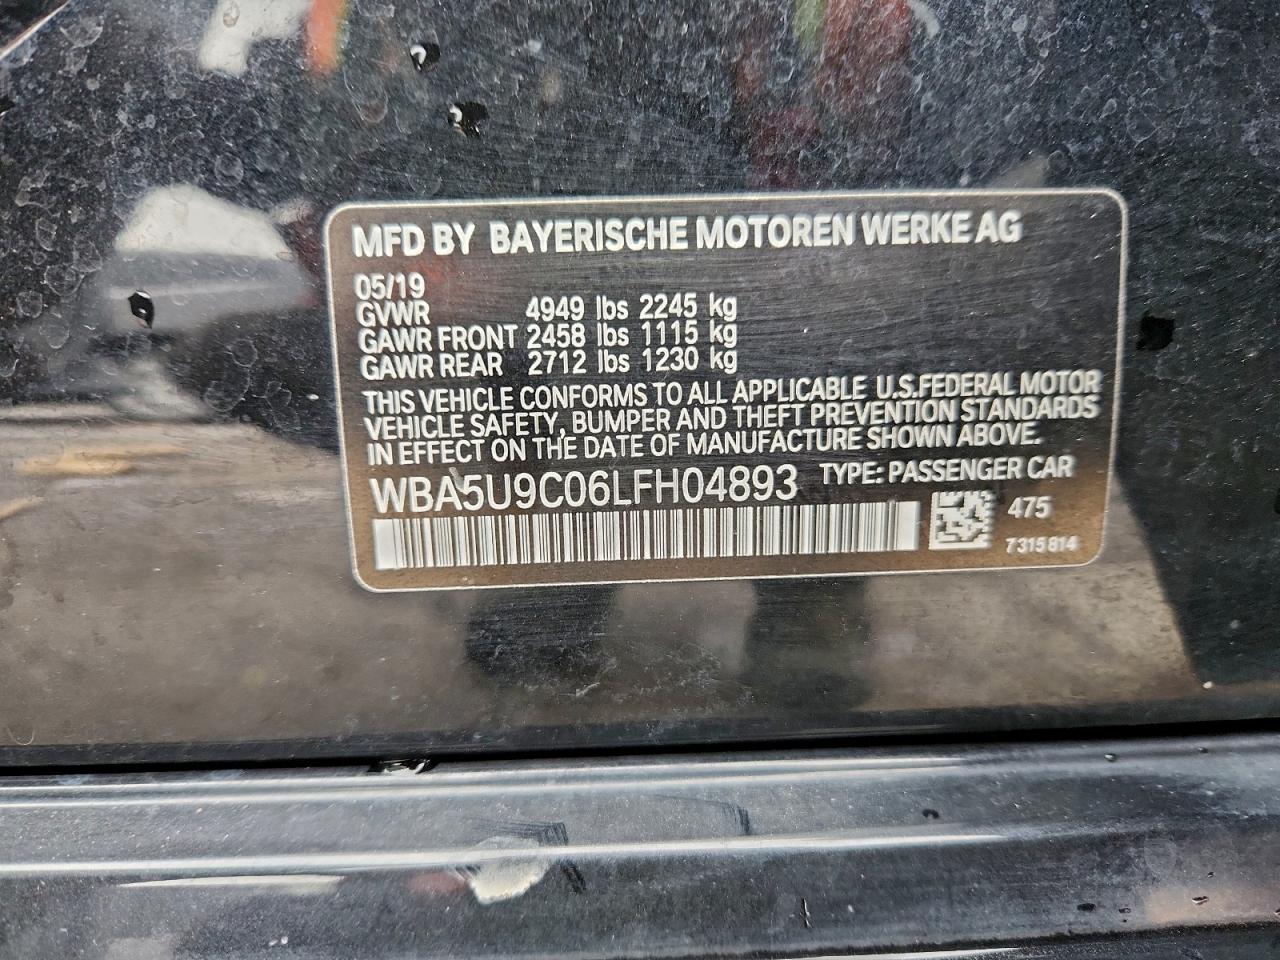 MFD BY BAYERISCHE MOTOREN WERKE AG
05/19
GVWR 4949 lbs 2245 kg
GAWR FRONT 2458 lbs 1115 kg
GAWR REAR 2712 lbs 1230 kg
THIS VEHICLE CONFORMS TO ALL APPLICABLE U.S.FEDERAL MOTOR
VEHICLE SAFETY, BUMPER AND THEFT PREVENTION STANDARDS
IN EFFECT ON THE DATE OF MANUFACTURE SHOWN ABOVE.
WBA5U9C06LFH04893 TYPE: PASSENGER CAR
475
7315814